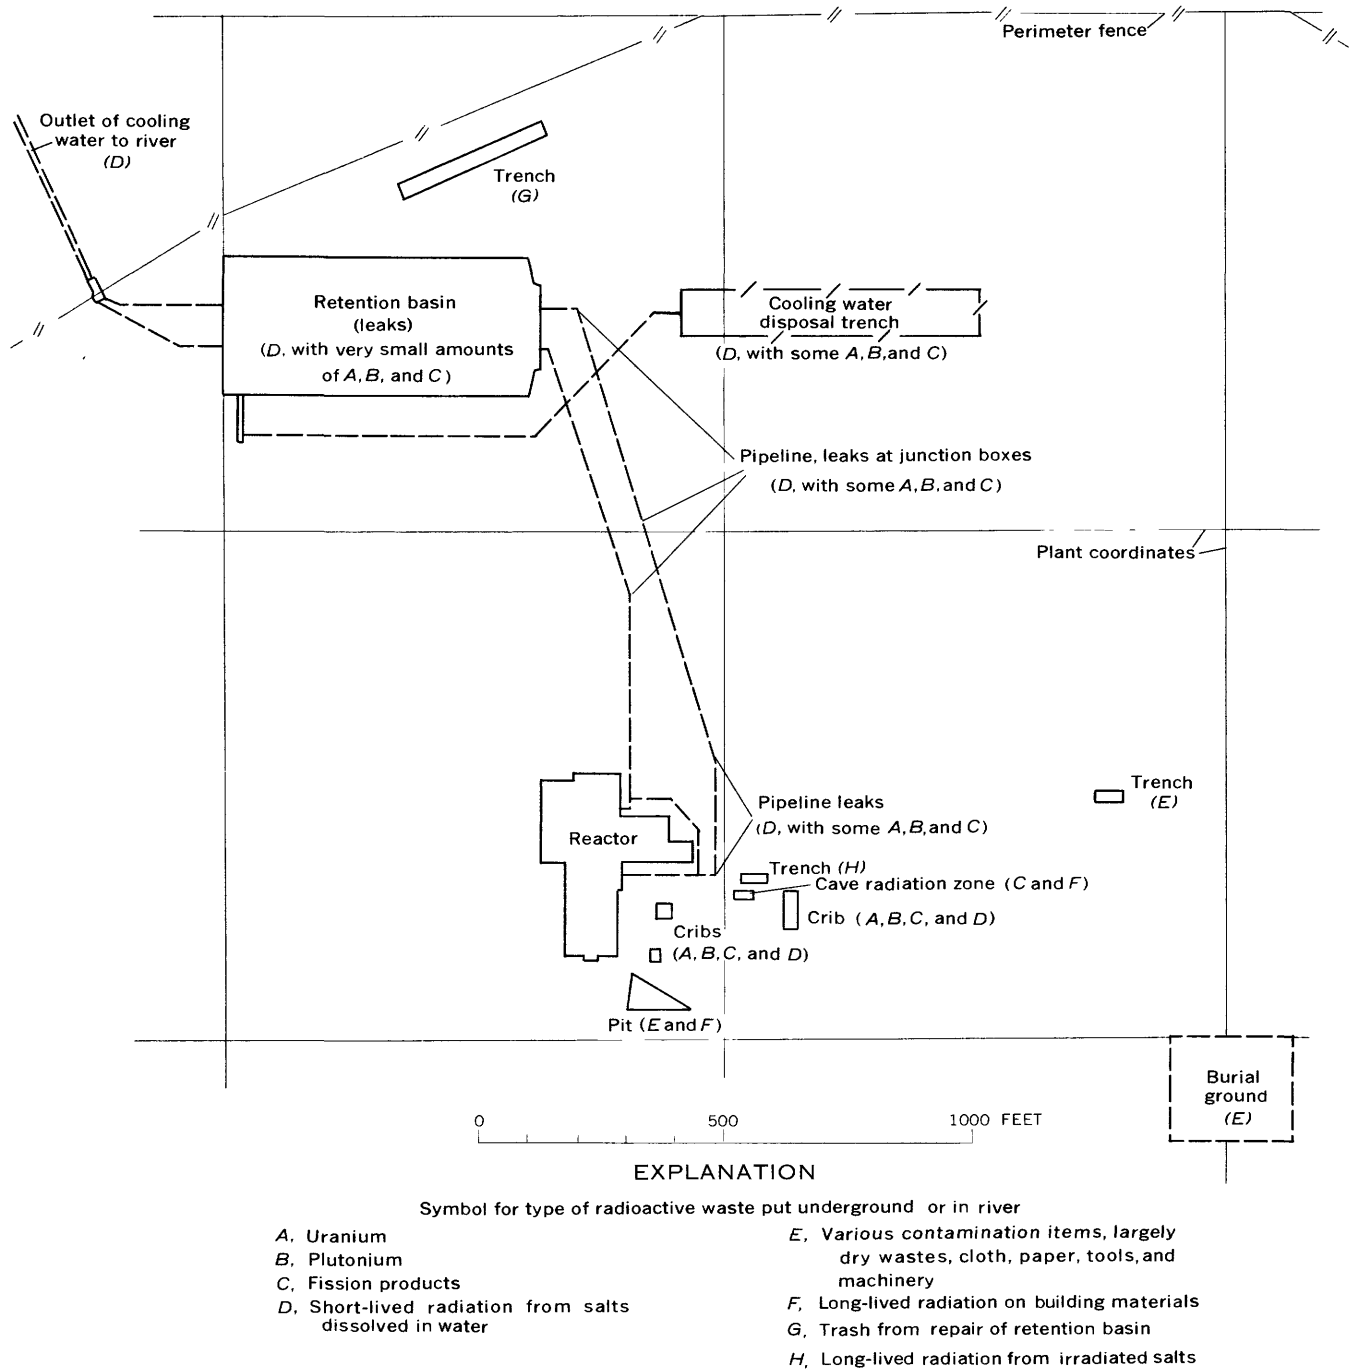 Perimeter fence
Outlet of cooling
water to river
(D)
Trench
(G)
Retention basin
(leaks)
(D, with very small amounts
of A, B, and C)
Cooling water
disposal trench
(D, with some A, B, and C)
Pipeline, leaks at junction boxes
(D, with some A, B, and C)
Plant coordinates
Trench
(E)
Pipeline leaks
(D, with some A, B, and C)
Reactor
Trench (H)
Cave radiation zone (C and F)
Crib (A, B, C, and D)
Cribs
(A, B, C, and D)
Pit (E and F)
Burial
ground
(E)
0 500 1000 FEET
EXPLANATION
Symbol for type of radioactive waste put underground or in river
A, Uranium
B, Plutonium
C, Fission products
D, Short-lived radiation from salts
dissolved in water
E, Various contamination items, largely
dry wastes, cloth, paper, tools, and
machinery
F, Long-lived radiation on building materials
G, Trash from repair of retention basin
H, Long-lived radiation from irradiated salts